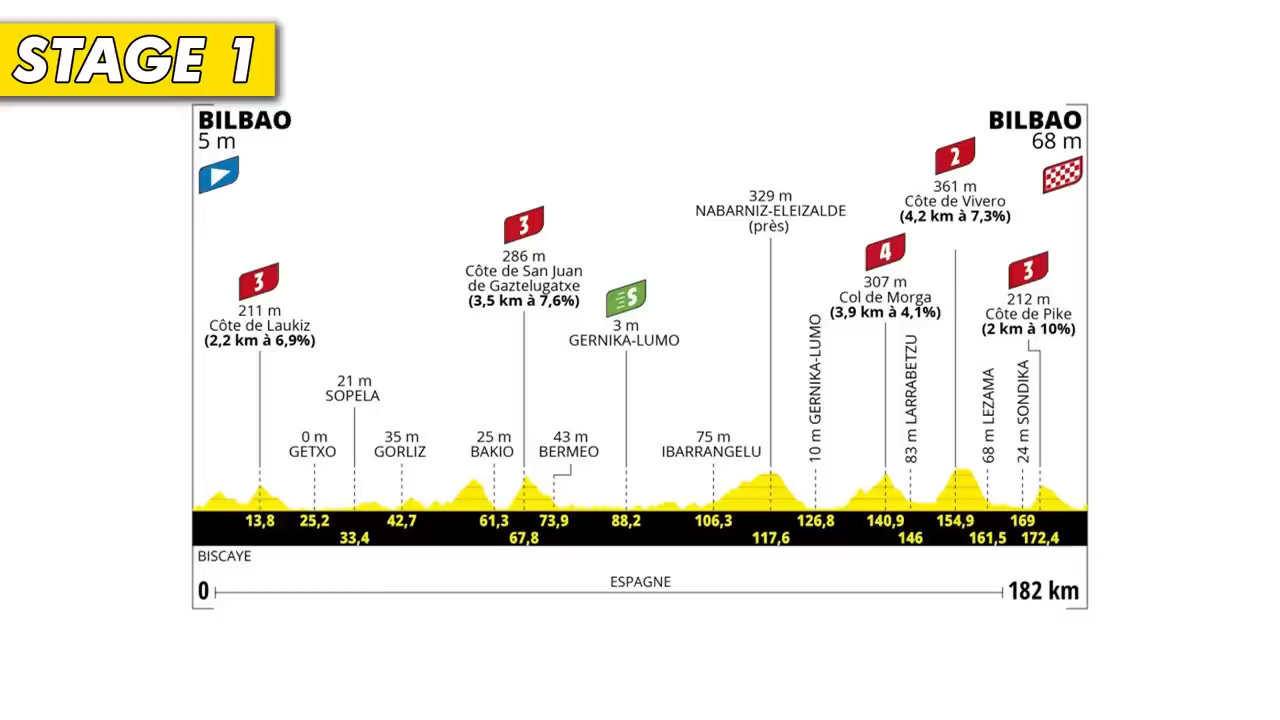 STAGE 1
BILBAO
5 m
BILBAO
68 m
3
211 m
Côte de Laukiz
(2,2 km à 6,9%)
0 m
GETXO
21 m
SOPELA
35 m
GORLIZ
25 m
BAKIO
3
286 m
Côte de San Juan
de Gaztelugatxe
(3,5 km à 7,6%)
43 m
BERMEO
S
3 m
GERNIKA-LUMO
75 m
IBARRANGELU
329 m
NABARNIZ-ELEIZALDE
(près)
10 m GERNIKA-LUMO
4
307 m
Col de Morga
(3,9 km à 4,1%)
83 m LARRABETZU
2
361 m
Côte de Vivero
(4,2 km à 7,3%)
68 m LEZAMA
24 m SONDIKA
3
212 m
Côte de Pike
(2 km à 10%)
13,8 25,2 42,7 61,3 73,9 88,2 106,3 126,8 140,9 154,9 169
33,4 67,8 117,6 146 161,5 172,4
BISCAYE
ESPAGNE
0 182 km